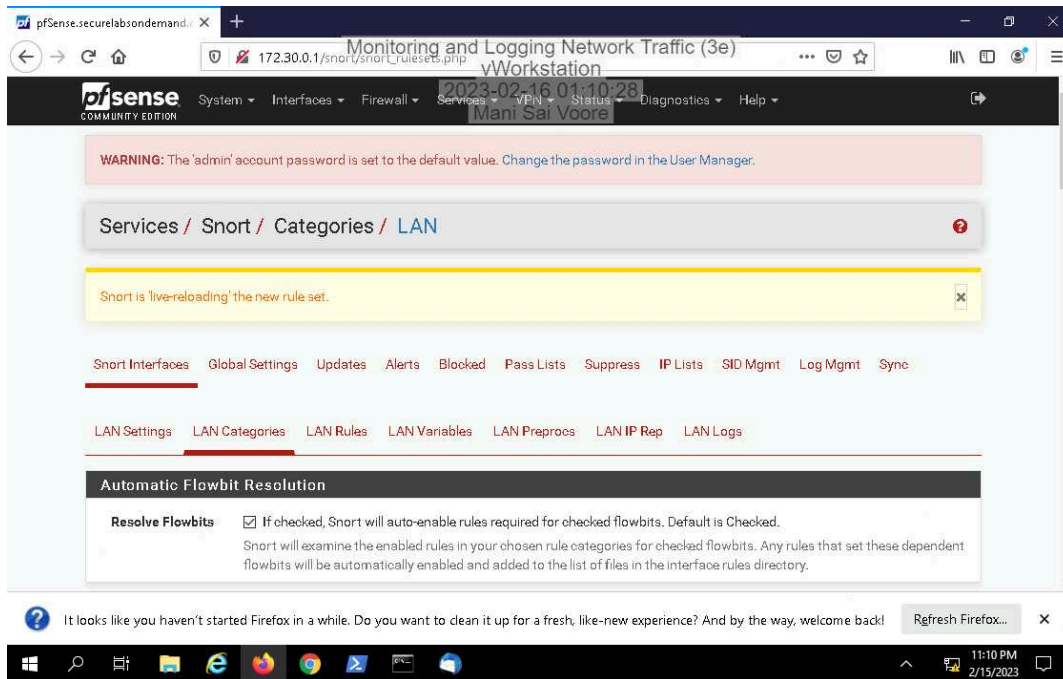 pfSense.securelabsondemand.c
172.30.0.1/snort/snort_rulesets.php
Monitoring and Logging Network Traffic (3e)
vWorkstation
2023-02-16 01:10:28
Mani Sai Voore
pfsense
COMMUNITY EDITION
System Interfaces Firewall Services VPN Status Diagnostics Help
WARNING: The 'admin' account password is set to the default value. Change the password in the User Manager.
Services / Snort / Categories / LAN
Snort is 'live-reloading' the new rule set.
Snort Interfaces Global Settings Updates Alerts Blocked Pass Lists Suppress IP Lists SID Mgmt Log Mgmt Sync
LAN Settings LAN Categories LAN Rules LAN Variables LAN Preprocs LAN IP Rep LAN Logs
Automatic Flowbit Resolution
Resolve Flowbits If checked, Snort will auto-enable rules required for checked flowbits. Default is Checked.
Snort will examine the enabled rules in your chosen rule categories for checked flowbits. Any rules that set these dependent
flowbits will be automatically enabled and added to the list of files in the interface rules directory.
It looks like you haven't started Firefox in a while. Do you want to clean it up for a fresh, like-new experience? And by the way, welcome back! Refresh Firefox...
11:10 PM
2/15/2023